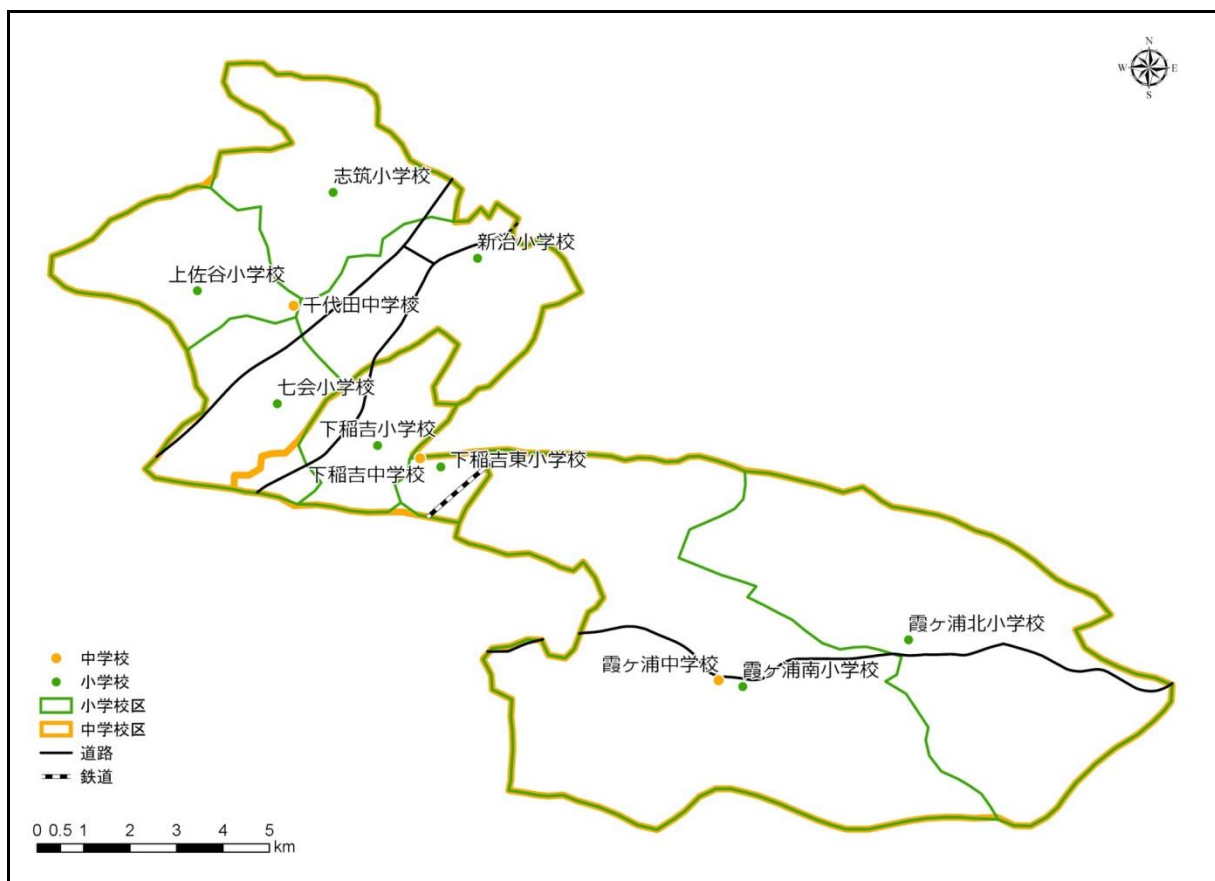 N
W E
S
志筑小学校
新治小学校
上佐谷小学校
千代田中学校
七会小学校
下稲吉小学校
下稲吉中学校
下稲吉東小学校
霞ヶ浦北小学校
霞ヶ浦中学校
霞ヶ浦南小学校
中学校
小学校
小学校区
中学校区
道路
鉄道
0 0.5 1 2 3 4 5
km